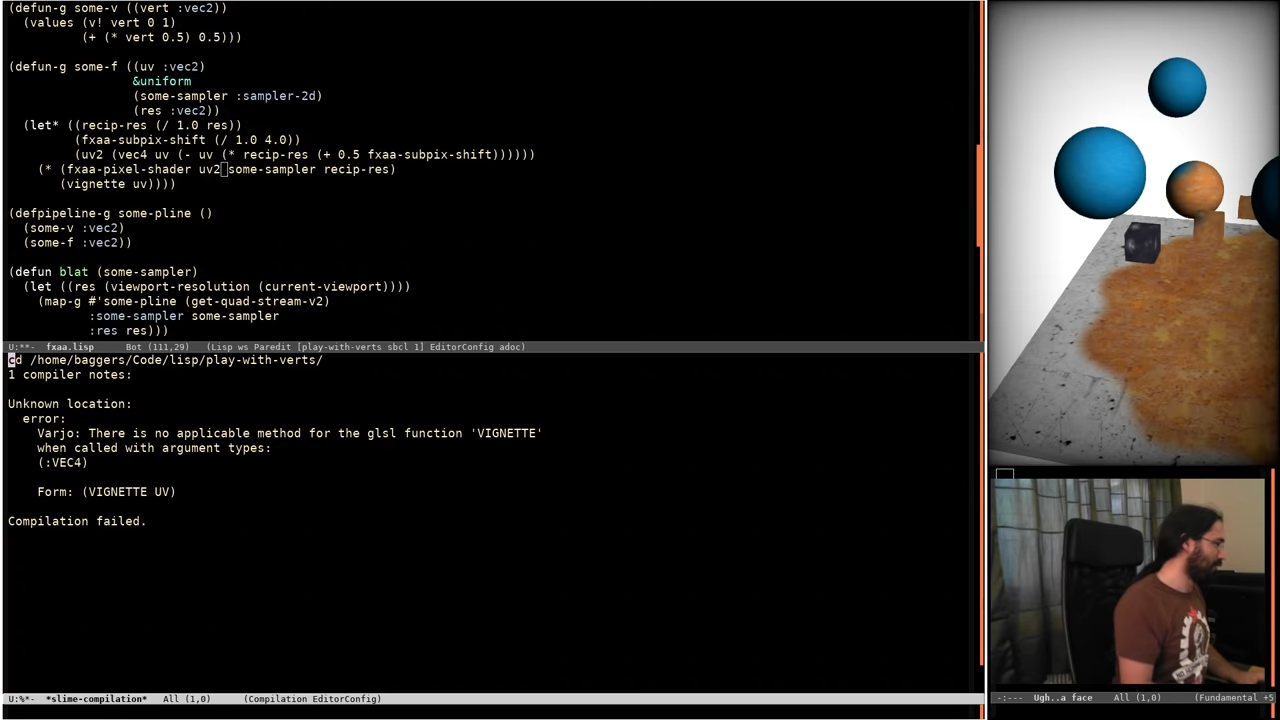 (defun-g some-v ((vert :vec2))
  (values (v! vert 0 1)
          (+ (* vert 0.5) 0.5)))
(defun-g some-f ((uv :vec2)
                 &uniform
                 (some-sampler :sampler-2d)
                 (res :vec2))
  (let* ((recip-res (/ 1.0 res))
         (fxaa-subpix-shift (/ 1.0 4.0))
         (uv2 (vec4 uv (- uv (* recip-res (+ 0.5 fxaa-subpix-shift))))))
    (* (fxaa-pixel-shader uv2 some-sampler recip-res)
       (vignette uv))))
(defpipeline-g some-pline ()
  (some-v :vec2)
  (some-f :vec2))
(defun blat (some-sampler)
  (let ((res (viewport-resolution (current-viewport))))
    (map-g #'some-pline (get-quad-stream-v2)
           :some-sampler some-sampler
           :res res)))
U:**-  fxaa.lisp      Bot (111,29)   (Lisp ws Paredit [play-with-verts sbcl 1] EditorConfig adoc)
cd /home/baggers/Code/lisp/play-with-verts/
1 compiler notes:
Unknown location:
  error:
    Varjo: There is no applicable method for the glsl function 'VIGNETTE'
    when called with argument types:
    (:VEC4)
    Form: (VIGNETTE UV)
Compilation failed.
U:%*-  *slime-compilation*   All (1,0)      (Compilation EditorConfig)
-:---  Ugh..a face    All (1,0)    (Fundamental +5